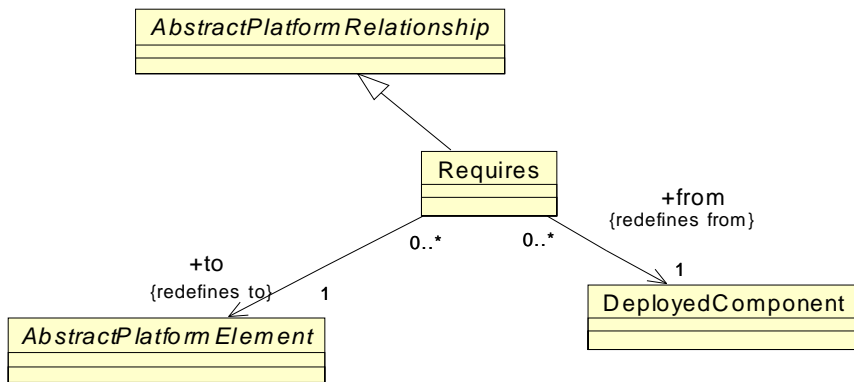 AbstractPlatformRelationship
Requires
+from
{redefines from}
0..*
0..*
+to
{redefines to}
1
1
DeployedComponent
AbstractPlatformElement